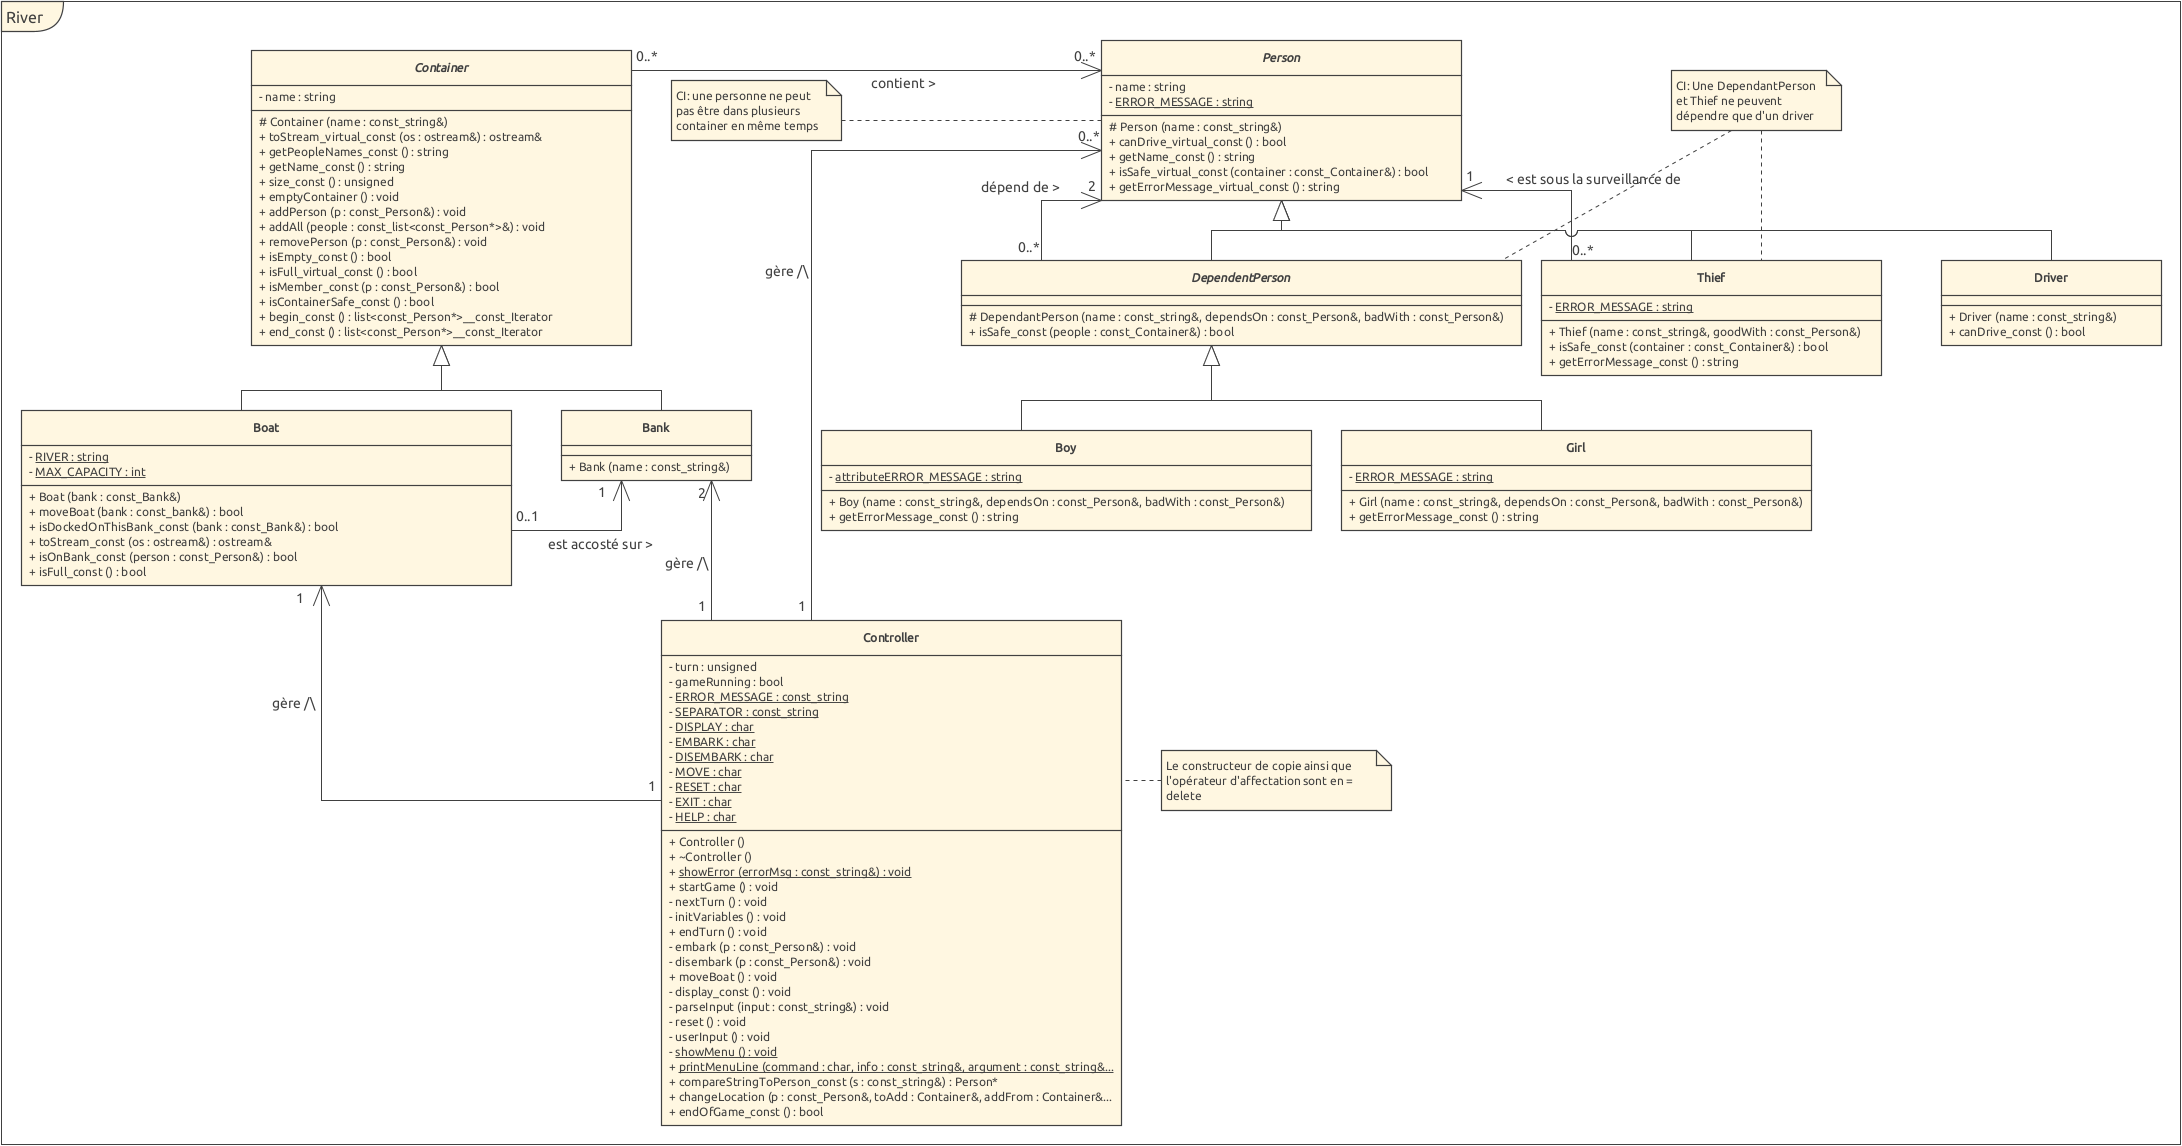 River
Container
- name : string
# Container (name : const_string&)
+ toStream_virtual_const (os : ostream&) : ostream&
+ getPeopleNames_const () : string
+ getName_const () : string
+ size_const () : unsigned
+ emptyContainer () : void
+ addPerson (p : const_Person&) : void
+ addAll (people : const_list<const_Person*>&) : void
+ removePerson (p : const_Person&) : void
+ isEmpty_const () : bool
+ isFull_virtual_const () : bool
+ isMember_const (p : const_Person&) : bool
+ isContainerSafe_const () : bool
+ begin_const () : list<const_Person*>__const_Iterator
+ end_const () : list<const_Person*>__const_Iterator
0..*
0..*
contient >
CI: une personne ne peut
pas être dans plusieurs
container en même temps
Person
- name : string
- ERROR_MESSAGE : string
# Person (name : const_string&)
+ canDrive_virtual_const () : bool
+ getName_const () : string
+ isSafe_virtual_const (container : const_Container&) : bool
+ getErrorMessage_virtual_const () : string
0..*
dépend de >
2
0..*
1
< est sous la surveillance de
0..*
CI: Une DependantPerson
et Thief ne peuvent
dépendre que d'un driver
gère /\
DependentPerson
# DependantPerson (name : const_string&, dependsOn : const_Person&, badWith : const_Person&)
+ isSafe_const (people : const_Container&) : bool
Thief
- ERROR_MESSAGE : string
+ Thief (name : const_string&, goodWith : const_Person&)
+ isSafe_const (container : const_Container&) : bool
+ getErrorMessage_const () : string
Driver
+ Driver (name : const_string&)
+ canDrive_const () : bool
Boat
- RIVER : string
- MAX_CAPACITY : int
+ Boat (bank : const_Bank&)
+ moveBoat (bank : const_bank&) : bool
+ isDockedOnThisBank_const (bank : const_Bank&) : bool
+ toStream_const (os : ostream&) : ostream&
+ isOnBank_const (person : const_Person&) : bool
+ isFull_const () : bool
Bank
+ Bank (name : const_string&)
1
2
0..1
est accosté sur >
gère /\
1
1
Boy
- attributeERROR_MESSAGE : string
+ Boy (name : const_string&, dependsOn : const_Person&, badWith : const_Person&)
+ getErrorMessage_const () : string
Girl
- ERROR_MESSAGE : string
+ Girl (name : const_string&, dependsOn : const_Person&, badWith : const_Person&)
+ getErrorMessage_const () : string
1
gère /\
1
Controller
- turn : unsigned
- gameRunning : bool
- ERROR_MESSAGE : const_string
- SEPARATOR : const_string
- DISPLAY : char
- EMBARK : char
- DISEMBARK : char
- MOVE : char
- RESET : char
- EXIT : char
- HELP : char
+ Controller ()
+ ~Controller ()
+ showError (errorMsg : const_string&) : void
+ startGame () : void
- nextTurn () : void
- initVariables () : void
+ endTurn () : void
- embark (p : const_Person&) : void
- disembark (p : const_Person&) : void
+ moveBoat () : void
- display_const () : void
- parseInput (input : const_string&) : void
- reset () : void
- userInput () : void
- showMenu () : void
+ printMenuLine (command : char, info : const_string&, argument : const_string&...
+ compareStringToPerson_const (s : const_string&) : Person*
+ changeLocation (p : const_Person&, toAdd : Container&, addFrom : Container&...
+ endOfGame_const () : bool
Le constructeur de copie ainsi que
l'opérateur d'affectation sont en =
delete